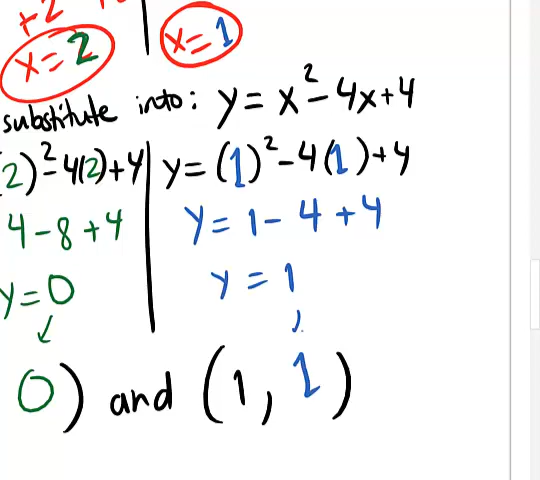 +2
x=2 x=1
substitute into: y = x² - 4x + 4
2)² - 4(2) + 4 y = (1)² - 4(1) + 4
4 - 8 + 4 y = 1 - 4 + 4
y = 0 y = 1
0) and (1, 1)